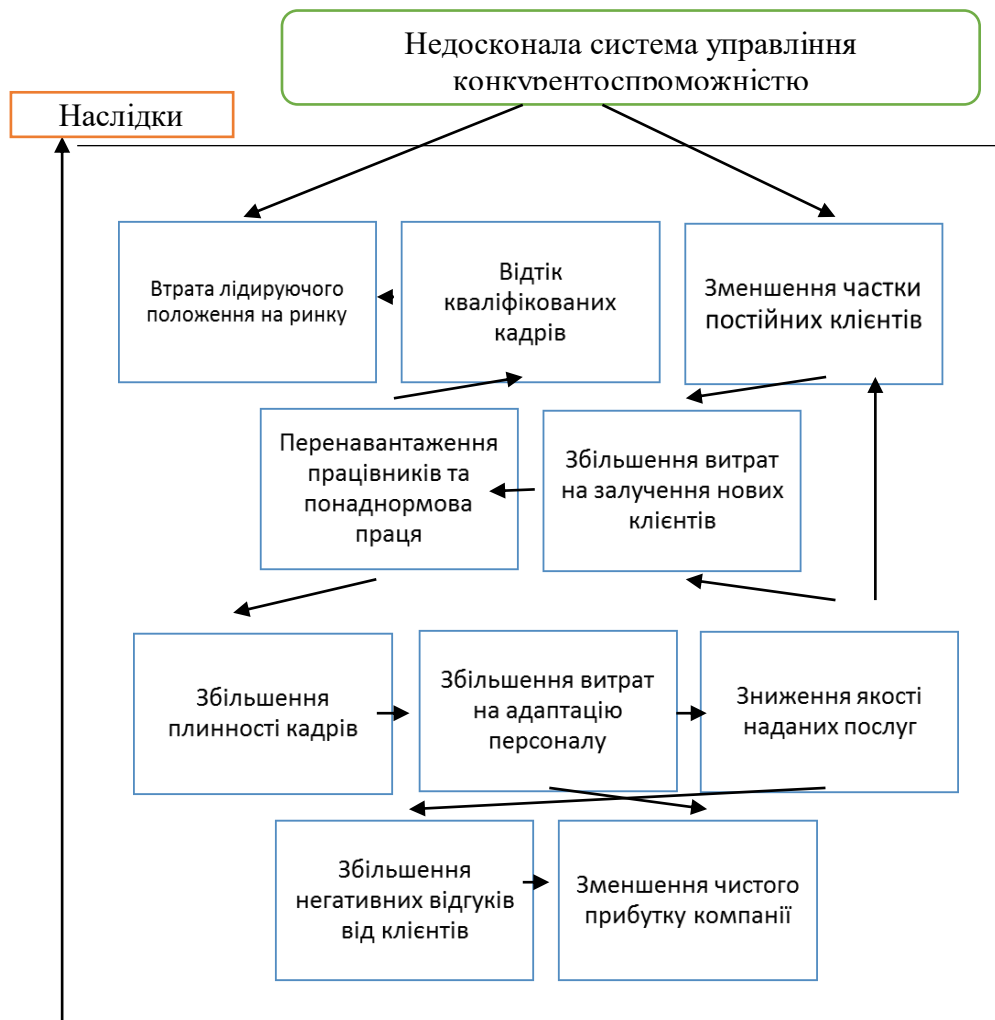 Недосконала система управління
конкурентоспроможністю
Наслідки
Втрата лідируючого
положення на ринку
Відтік
кваліфікованих
кадрів
Зменшення частки
постійних клієнтів
Перенавантаження
працівників та
понаднормова
праця
Збільшення витрат
на залучення нових
клієнтів
Збільшення
плинності кадрів
Збільшення витрат
на адаптацію
персоналу
Зниження якості
наданих послуг
Збільшення
негативних відгуків
від клієнтів
Зменшення чистого
прибутку компанії